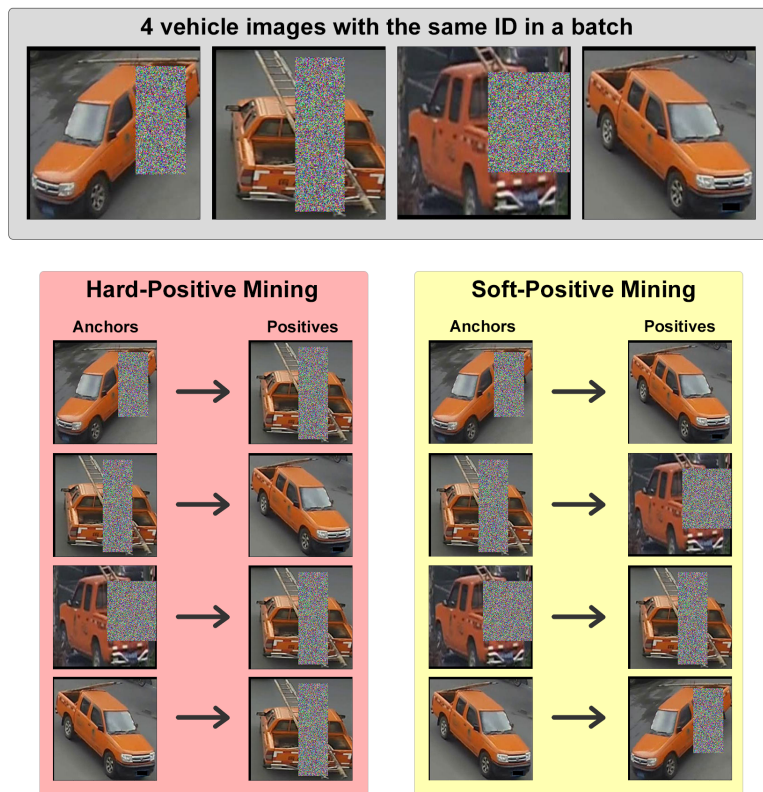 4 vehicle images with the same ID in a batch
Hard-Positive Mining
Anchors
Positives
Soft-Positive Mining
Anchors
Positives